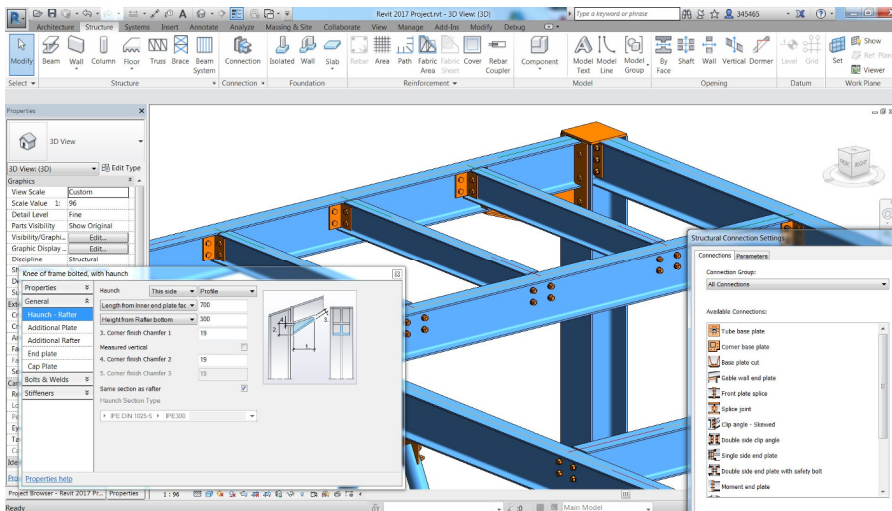 Revit 2017 Project.rvt - 3D View: {3D}
Type a keyword or phrase
345465
Architecture Structure Systems Insert Annotate Analyze Massing & Site Collaborate View Manage Add-Ins Modify Debug
Modify Beam Wall Column Floor Truss Brace Beam System Connection Isolated Wall Slab Rebar Area Path Fabric Area Fabric Sheet Cover Rebar Coupler Component Model Text Model Line Model Group By Face Shaft Wall Vertical Dormer Level Grid Set Show Ref Plan Viewer
Select Structure Connection Foundation Reinforcement Model Opening Datum Work Plane
Properties
3D View
3D View: {3D} Edit Type
Graphics
View Scale Custom
Scale Value 1: 96
Detail Level Fine
Parts Visibility Show Original
Visibility/Graphi... Edit...
Graphic Display ... Edit...
Discipline Structural
Knee of frame bolted, with haunch
Properties
General
Haunch - Rafter
Additional Plate
Additional Rafter
End plate
Cap Plate
Bolts & Welds
Stiffeners
Haunch This side Profile
Length from inner end plate fac 700
Height from Rafter bottom 300
3. Corner finish Chamfer 1 19
Measured vertical
4. Corner finish Chamfer 2 19
5. Corner finish Chamfer 3 19
Same section as rafter
Haunch Section Type
IPE DIN 1025-5 IPE300
1.
2.
3.
4.
Properties help
FRONT RIGHT
Structural Connection Settings
Connections Parameters
Connection Group:
All Connections
Available Connections:
Tube base plate
Corner base plate
Base plate cut
Gable wall end plate
Front plate splice
Splice joint
Clip angle - Skewed
Double side clip angle
Single side end plate
Double side end plate with safety bolt
Moment end plate
Project Browser - Revit 2017 Pr... Properties
1 : 96
Ready
:0
Main Model